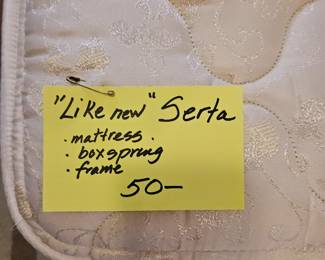 "Like new" Serta
· mattress ·
· boxspring
· frame
50—